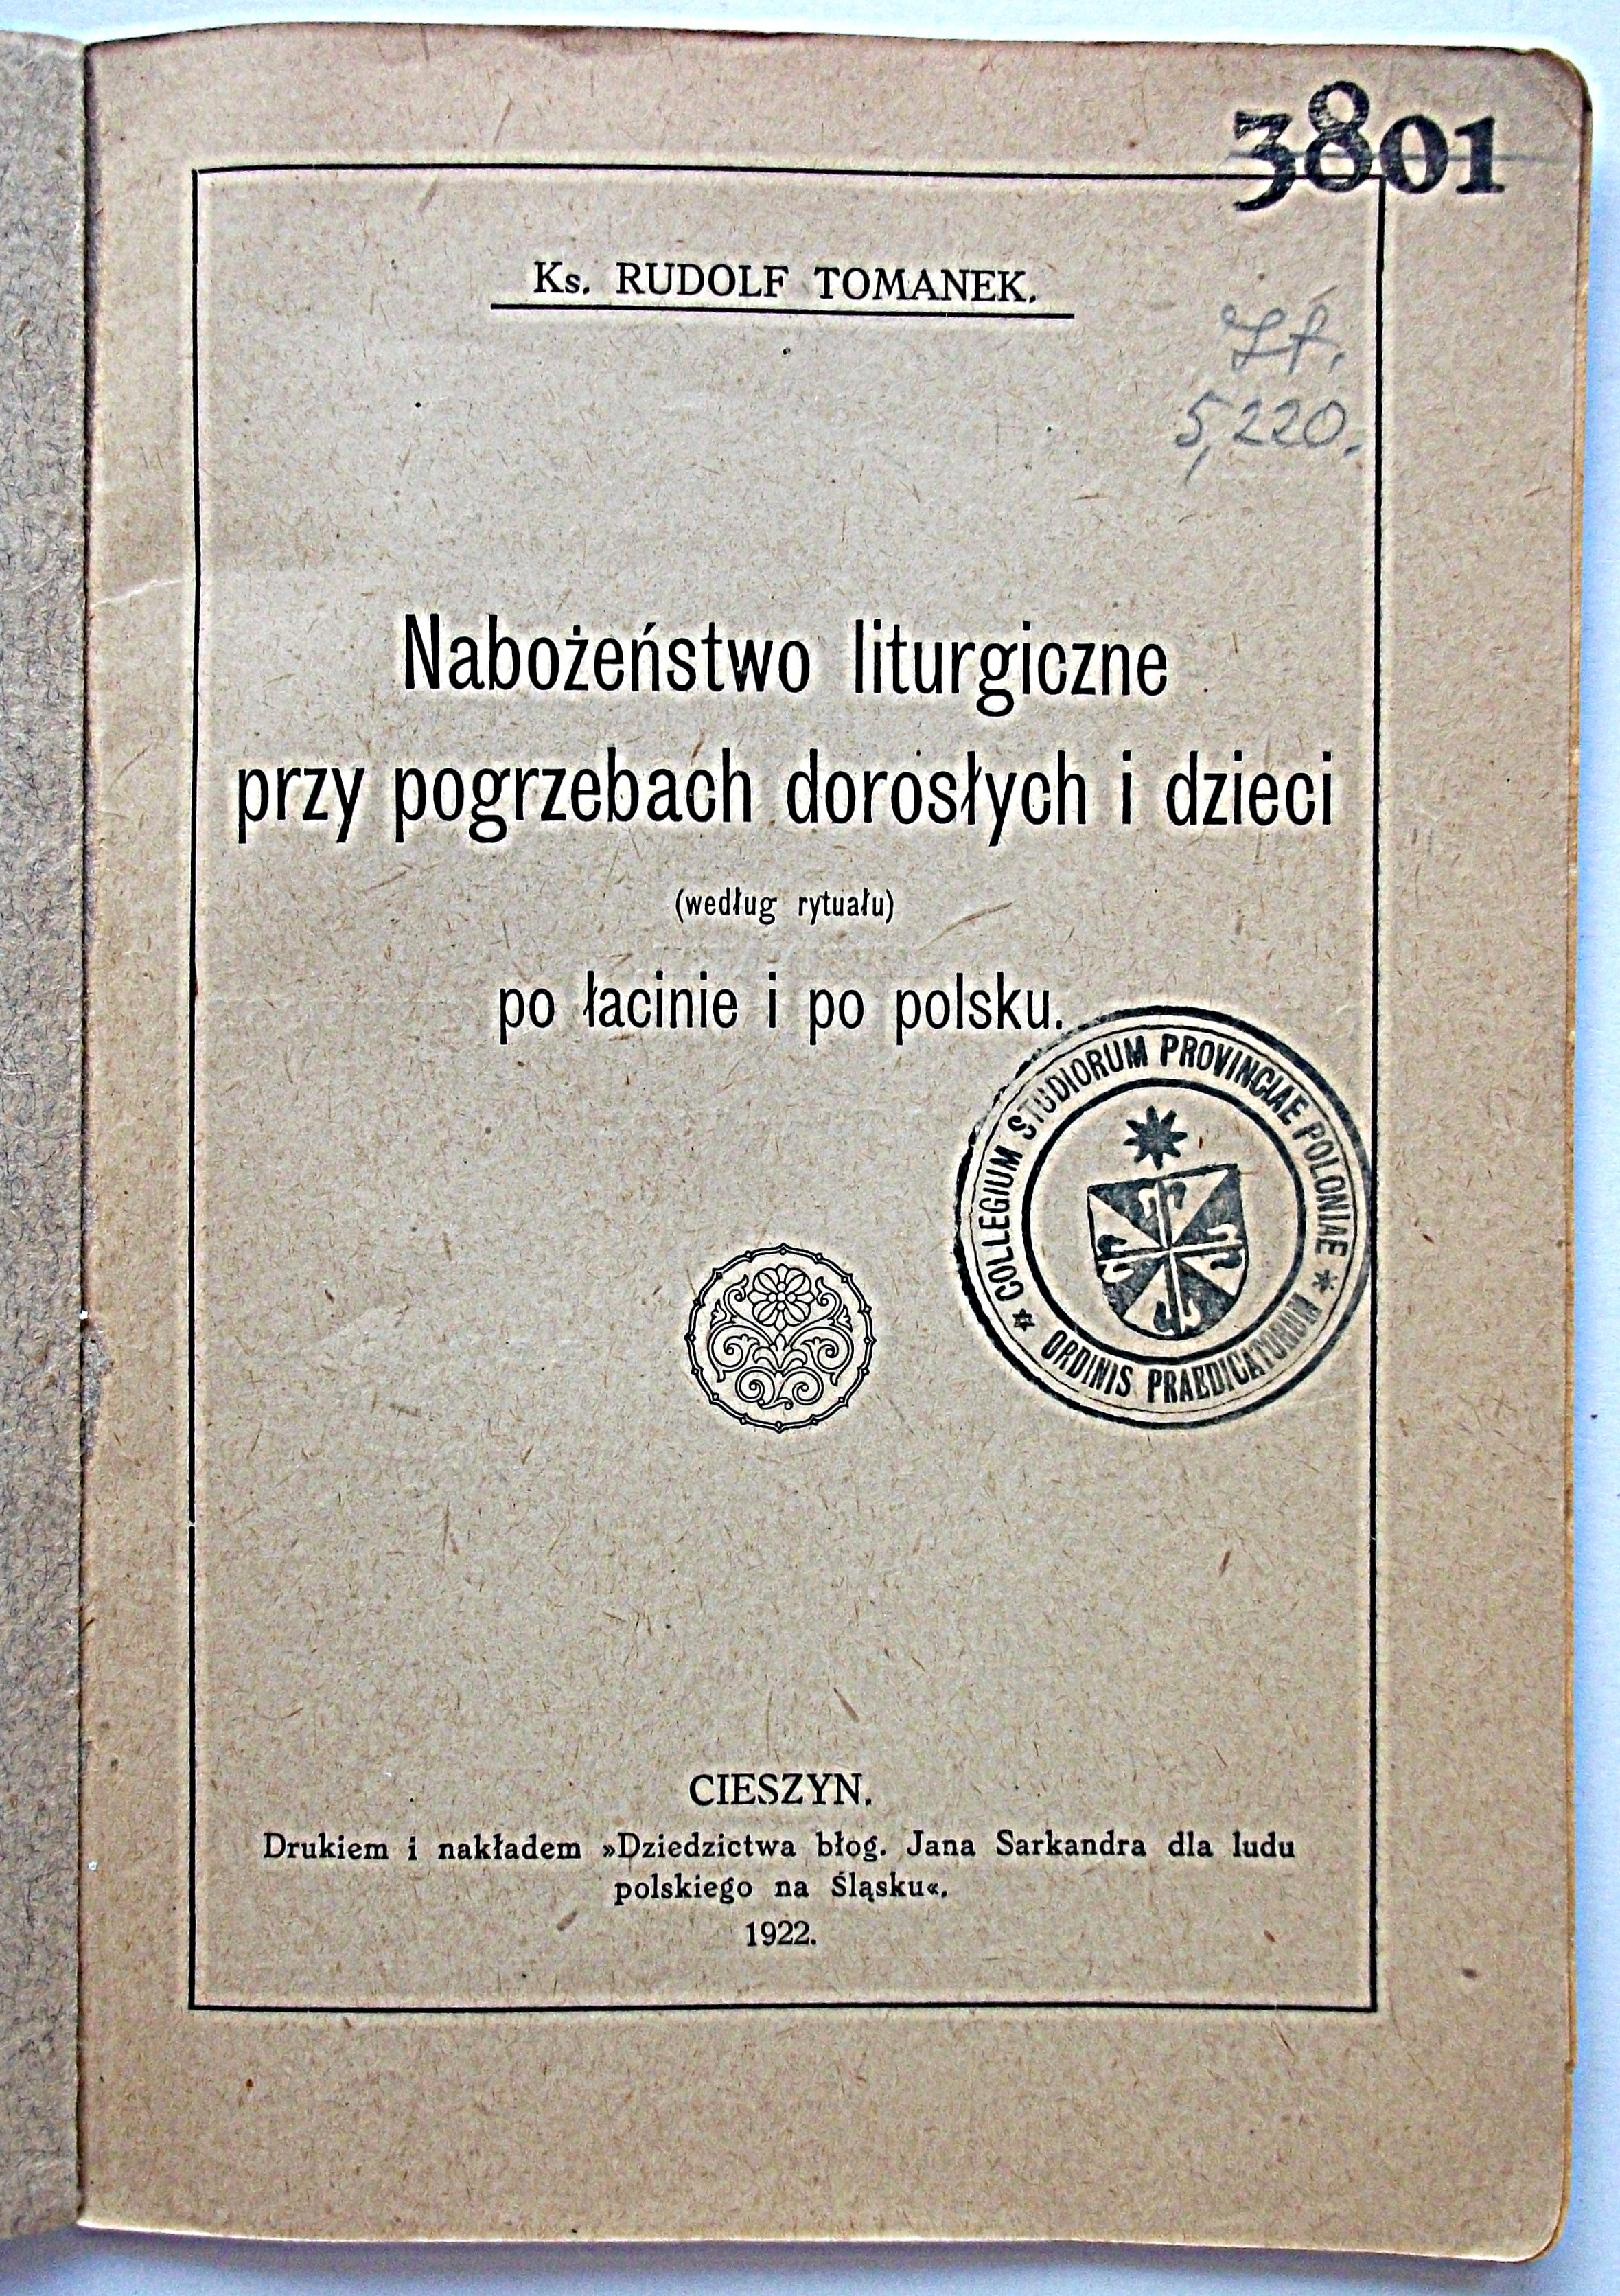 3801
Ks. RUDOLF TOMANEK.
5,220.
Nabożeństwo liturgiczne
przy pogrzebach dorosłych i dzieci
(według rytuału)
po łacinie i po polsku.
* COLLEGIUM STUDIORUM PROVINCIAE POLONIAE *
ORDINIS PRAEDICATORUM
CIESZYN.
Drukiem i nakładem »Dziedzictwa błog. Jana Sarkandra dla ludu
polskiego na Śląsku«.
1922.